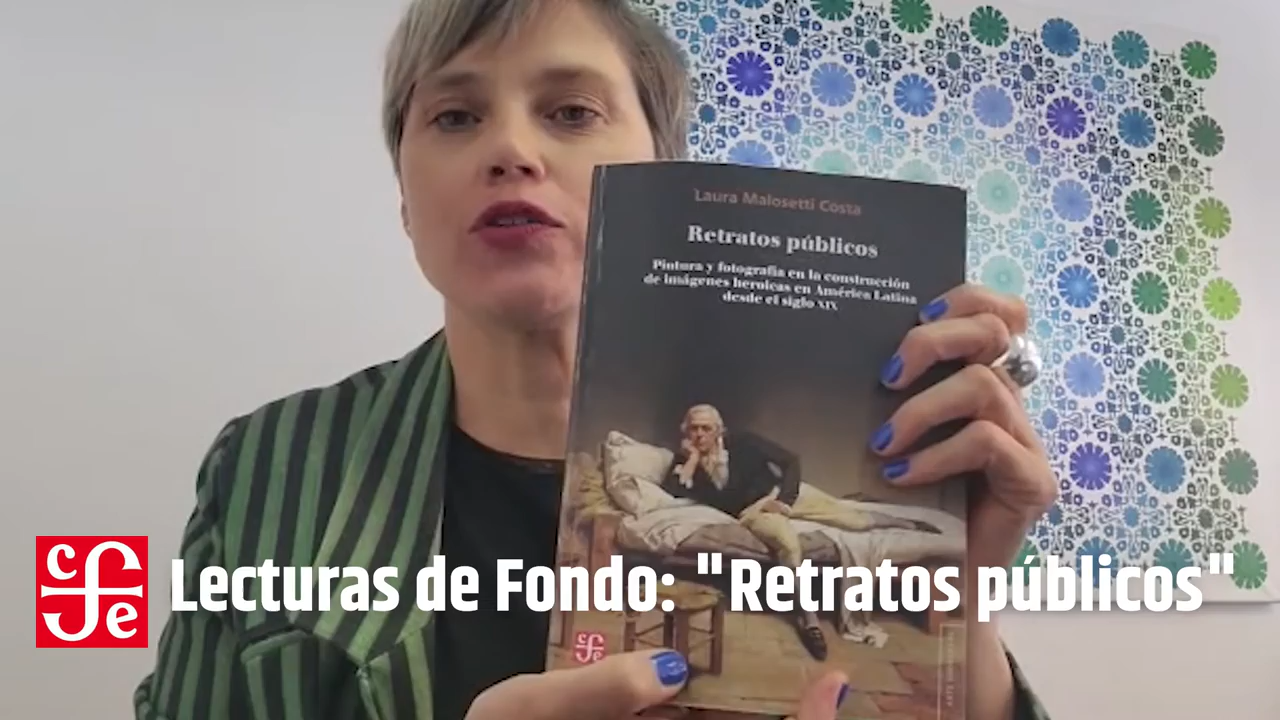 Laura Malosetti Costa
Retratos públicos
Pintura y fotografía en la construcción
de imágenes heroicas en América Latina
desde el siglo XIX
cfe
cfe
Lecturas de Fondo: "Retratos públicos"